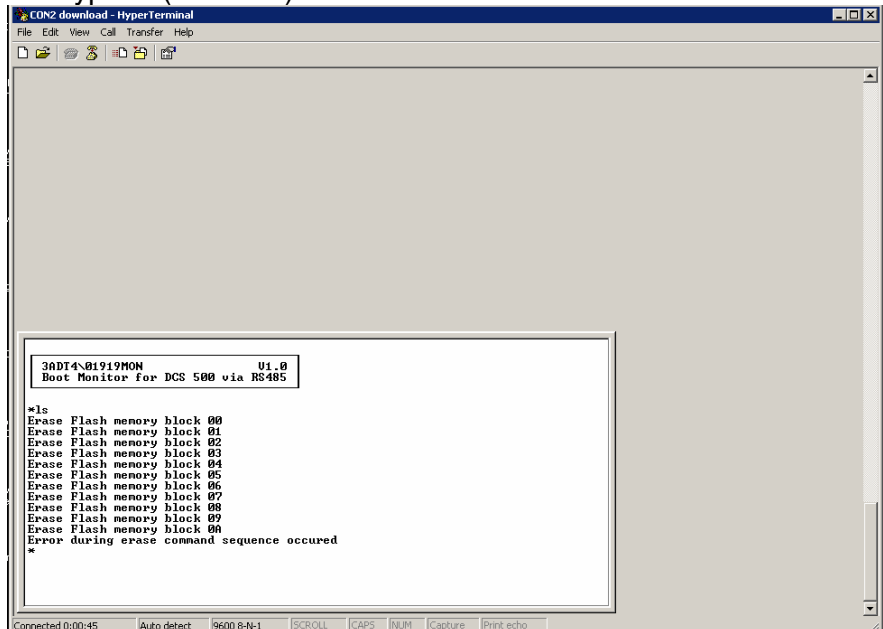 CON2 download - HyperTerminal
File Edit View Call Transfer Help
3ADT4\01919MON V1.0
Boot Monitor for DCS 500 via RS485
*ls
Erase Flash memory block 00
Erase Flash memory block 01
Erase Flash memory block 02
Erase Flash memory block 03
Erase Flash memory block 04
Erase Flash memory block 05
Erase Flash memory block 06
Erase Flash memory block 07
Erase Flash memory block 08
Erase Flash memory block 09
Erase Flash memory block 0A
Error during erase command sequence occured
*
Connected 0:00:45 Auto detect 9600 8-N-1 SCROLL CAPS NUM Capture Print echo